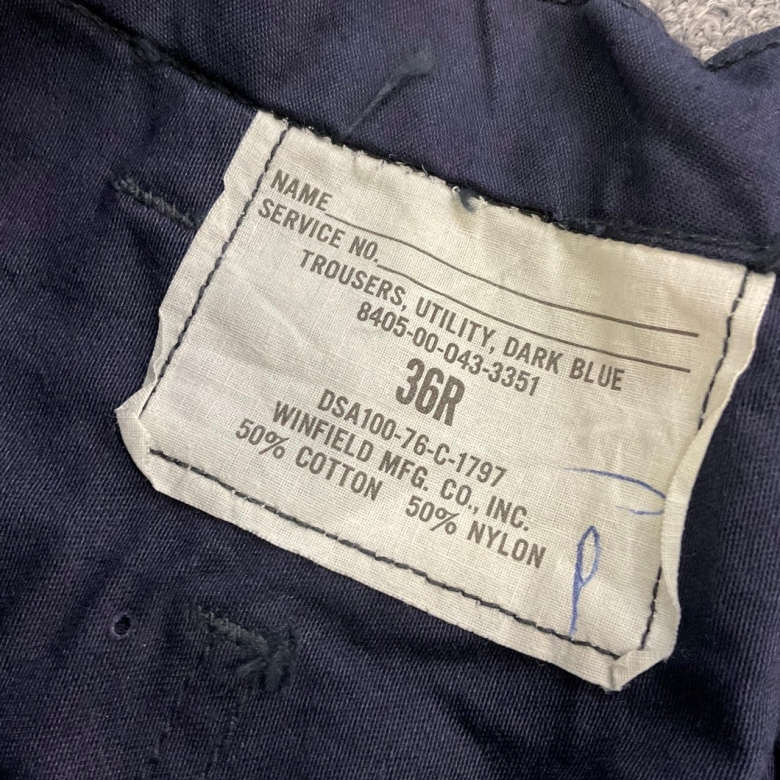 NAME
SERVICE NO.
TROUSERS, UTILITY, DARK BLUE
8405-00-043-3351
36R
DSA100-76-C-1797
WINFIELD MFG. CO., INC.
50% COTTON 50% NYLON